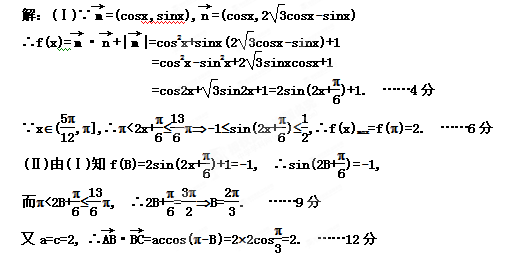 解：(Ⅰ)∵m⃗=(cosx, sinx), n⃗=(cosx, 2√3cosx−sinx)
∴f(x)=m⃗·n⃗+|m⃗|=cos²x+sinx(2√3cosx−sinx)+1
=cos²x−sin²x+2√3sinxcosx+1
=cos2x+√3sin2x+1=2sin(2x+π/6)+1. ……4分
∵x∈(5π/12, π], ∴π<2x+π/6≤13/6π⇒−1≤sin(2x+π/6)≤1/2, ∴f(x)max=f(π)=2. ……6分
(Ⅱ)由(Ⅰ)知f(B)=2sin(2x+π/6)+1=−1, ∴sin(2B+π/6)=−1,
而π<2B+π/6≤13/6π, ∴2B+π/6=3π/2⇒B=2π/3. ……9分
又a=c=2, ∴AB⃗·BC⃗=accos(π−B)=2×2cosπ/3=2. ……12分